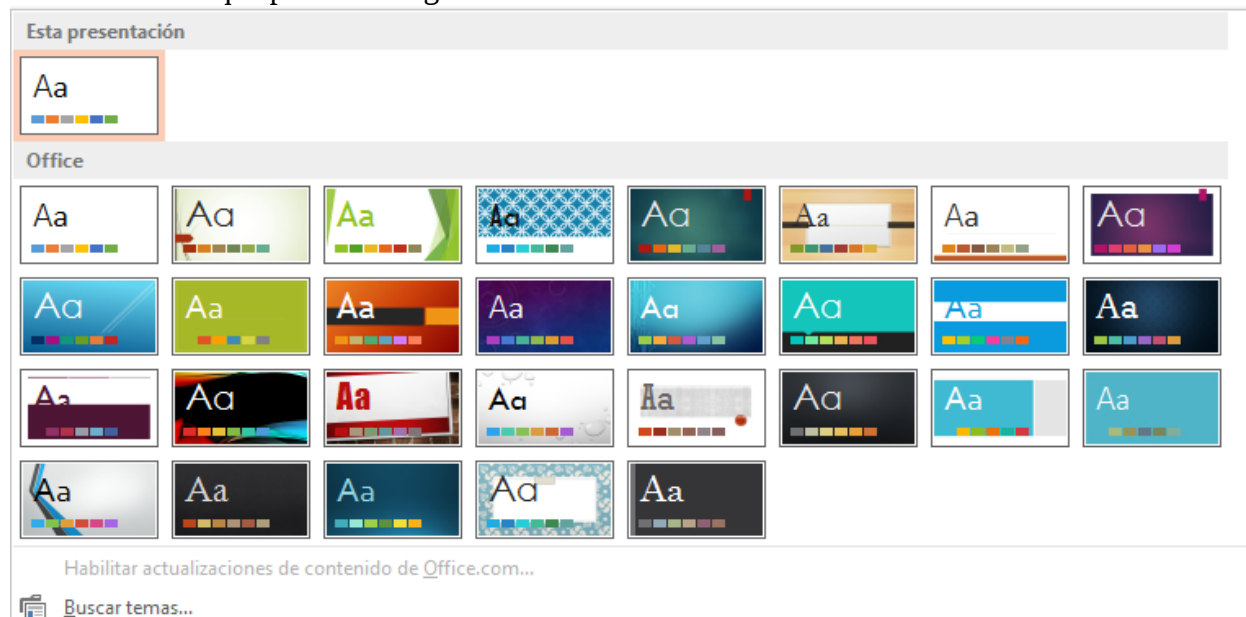 Esta presentación
Aa
Office
Aa Aa Aa Aa Aa Aa Aa Aa
Aa Aa Aa Aa Aa Aa Aa Aa
Aa Aa Aa Aa Aa Aa Aa Aa
Aa Aa Aa Aa Aa
Habilitar actualizaciones de contenido de Office.com...
Buscar temas...